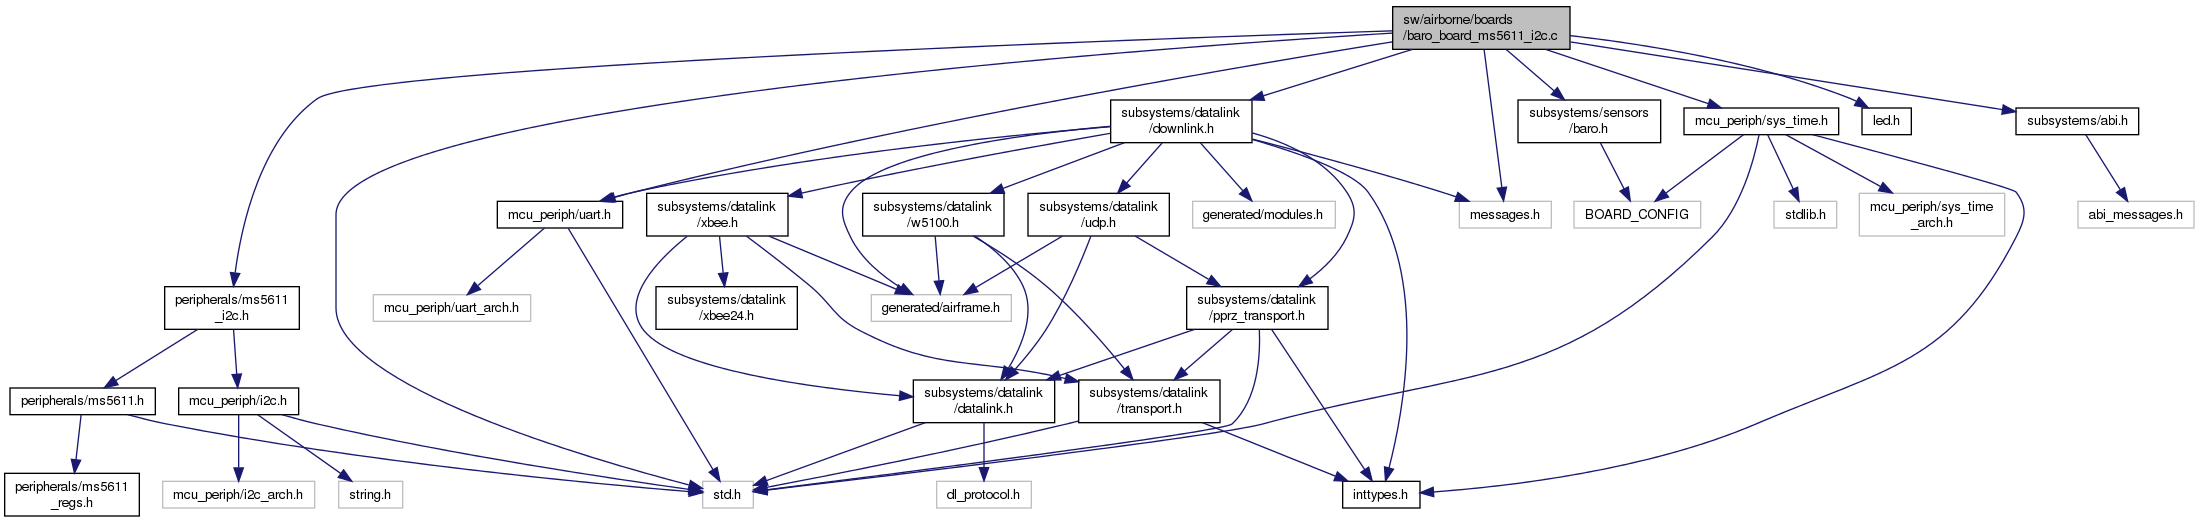 sw/airborne/boards
/baro_board_ms5611_i2c.c
subsystems/datalink
/downlink.h
subsystems/sensors
/baro.h
mcu_periph/sys_time.h
led.h
subsystems/abi.h
mcu_periph/uart.h
subsystems/datalink
/xbee.h
subsystems/datalink
/w5100.h
subsystems/datalink
/udp.h
generated/modules.h
messages.h
BOARD_CONFIG
stdlib.h
mcu_periph/sys_time
_arch.h
abi_messages.h
peripherals/ms5611
_i2c.h
mcu_periph/uart_arch.h
subsystems/datalink
/xbee24.h
generated/airframe.h
subsystems/datalink
/pprz_transport.h
peripherals/ms5611.h
mcu_periph/i2c.h
subsystems/datalink
/datalink.h
subsystems/datalink
/transport.h
peripherals/ms5611
_regs.h
mcu_periph/i2c_arch.h
string.h
std.h
dl_protocol.h
inttypes.h